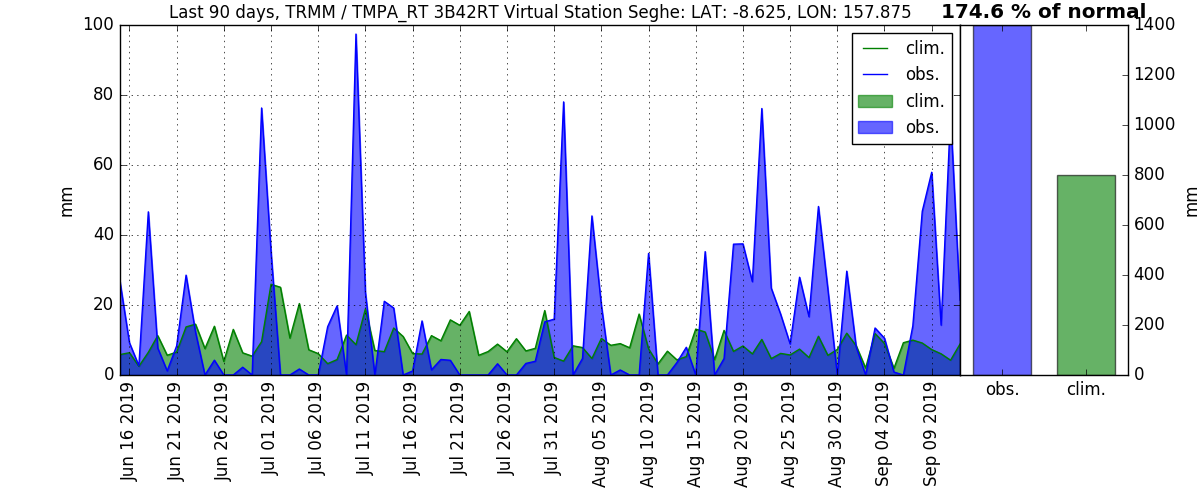 Last 90 days, TRMM / TMPA_RT 3B42RT Virtual Station Seghe: LAT: -8.625, LON: 157.875
174.6 % of normal
100
80
60
40
20
0
mm
clim.
obs.
clim.
obs.
1400
1200
1000
800
600
400
200
0
mm
Jun 16 2019
Jun 21 2019
Jun 26 2019
Jul 01 2019
Jul 06 2019
Jul 11 2019
Jul 16 2019
Jul 21 2019
Jul 26 2019
Jul 31 2019
Aug 05 2019
Aug 10 2019
Aug 15 2019
Aug 20 2019
Aug 25 2019
Aug 30 2019
Sep 04 2019
Sep 09 2019
obs.
clim.